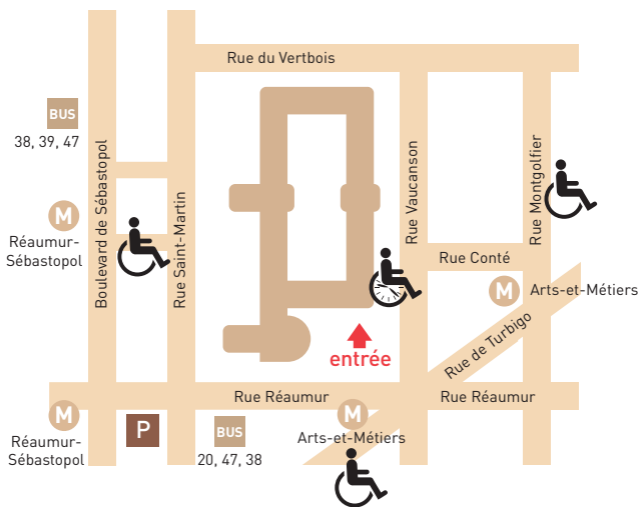 Rue du Vertbois
BUS
38, 39, 47
M
Réaumur-
Sébastopol
Boulevard de Sébastopol
Rue Saint-Martin
Rue Vaucanson
Rue Montgolfier
Rue Conté
M
Arts-et-Métiers
Rue de Turbigo
entrée
Rue Réaumur
Rue Réaumur
M
Réaumur-
Sébastopol
P
BUS
20, 47, 38
M
Arts-et-Métiers